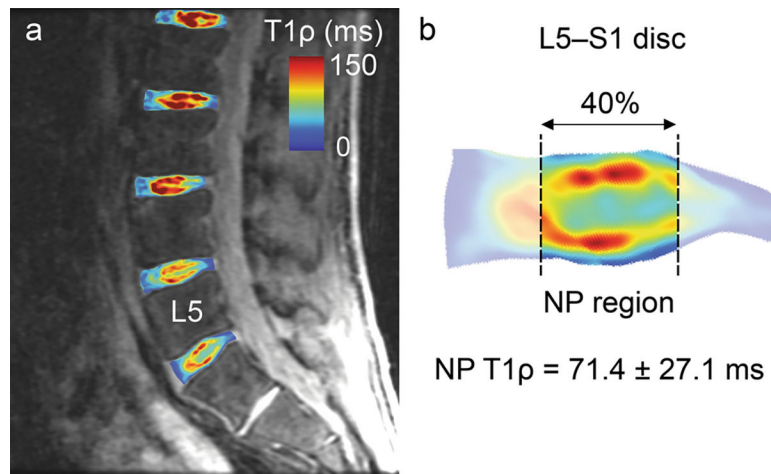 a
T1ρ (ms)
150
0
L5
b
L5–S1 disc
40%
NP region
NP T1ρ = 71.4 ± 27.1 ms